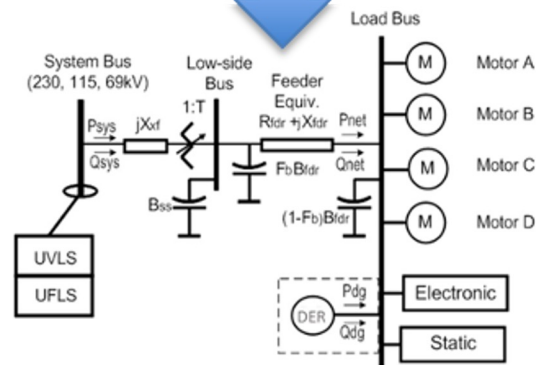 Load Bus
System Bus
(230, 115, 69kV)
Low-side
Bus
Feeder
Equiv.
Rfdr +jXfdr
1:T
Psys
jXxf
Qsys
Pnet
Qnet
M
Motor A
M
Motor B
M
Motor C
M
Motor D
FbBfdr
Bss
(1-Fb)Bfdr
UVLS
UFLS
Pdg
DER
Qdg
Electronic
Static